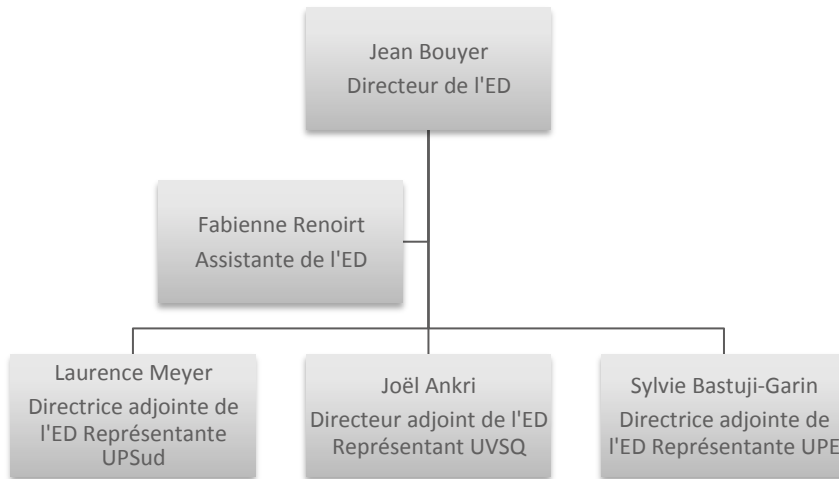 Jean Bouyer
Directeur de l'ED
Fabienne Renoirt
Assistante de l'ED
Laurence Meyer
Directrice adjointe de
l'ED Représentante
UPSud
Joël Ankri
Directeur adjoint de l'ED
Représentant UVSQ
Sylvie Bastuji-Garin
Directrice adjointe de
l'ED Représentante UPE